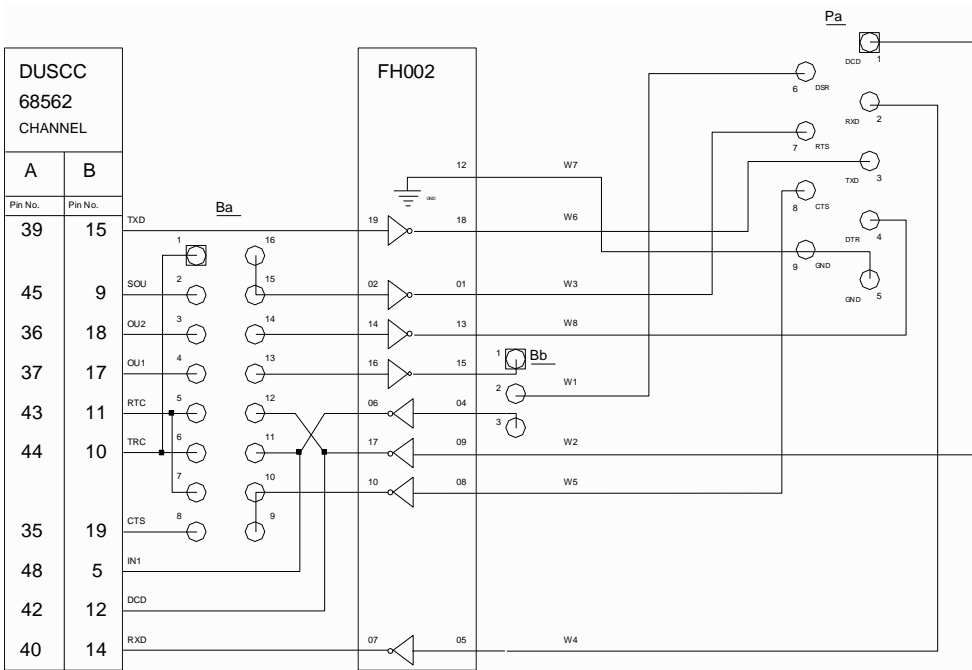 Pa
DCD 1
6 DSR
RXD 2
7 RTS
TXD 3
8 CTS
DTR 4
9 GND
GND 5
DUSCC
68562
CHANNEL
A B
Pin No. Pin No.
FH002
Ba
Bb
12 W7
GND
39 15 TXD 19 18 W6
1 16
45 9 SOU 2 15 02 01 W3
36 18 OU2 3 14 14 13 W8
37 17 OU1 4 13 16 15 1
2 W1
43 11 RTC 5 12 06 04 3
44 10 TRC 6 11 17 09 W2
7 10 10 08 W5
35 19 CTS 8 9
48 5 IN1
42 12 DCD
40 14 RXD 07 05 W4